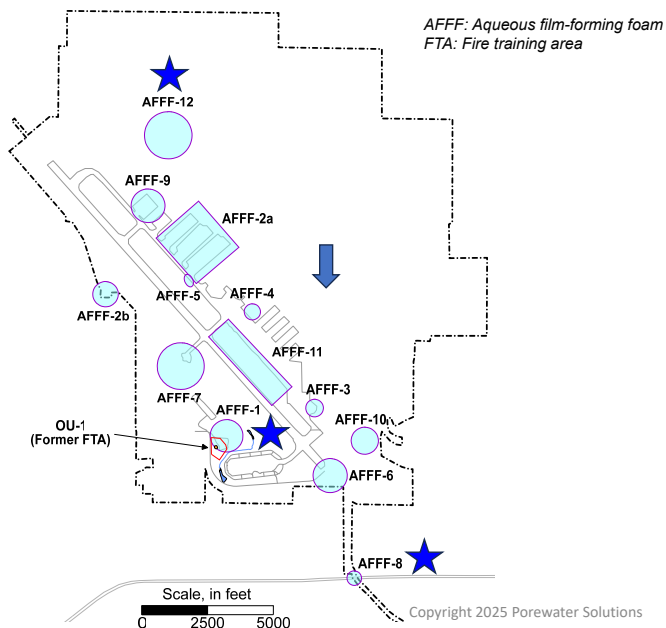 AFFF: Aqueous film-forming foam
FTA: Fire training area
AFFF-12
AFFF-9
AFFF-2a
AFFF-5
AFFF-4
AFFF-2b
AFFF-11
AFFF-7
AFFF-3
AFFF-1
AFFF-10
OU-1
(Former FTA)
AFFF-6
AFFF-8
Scale, in feet
0 2500 5000
Copyright 2025 Porewater Solutions